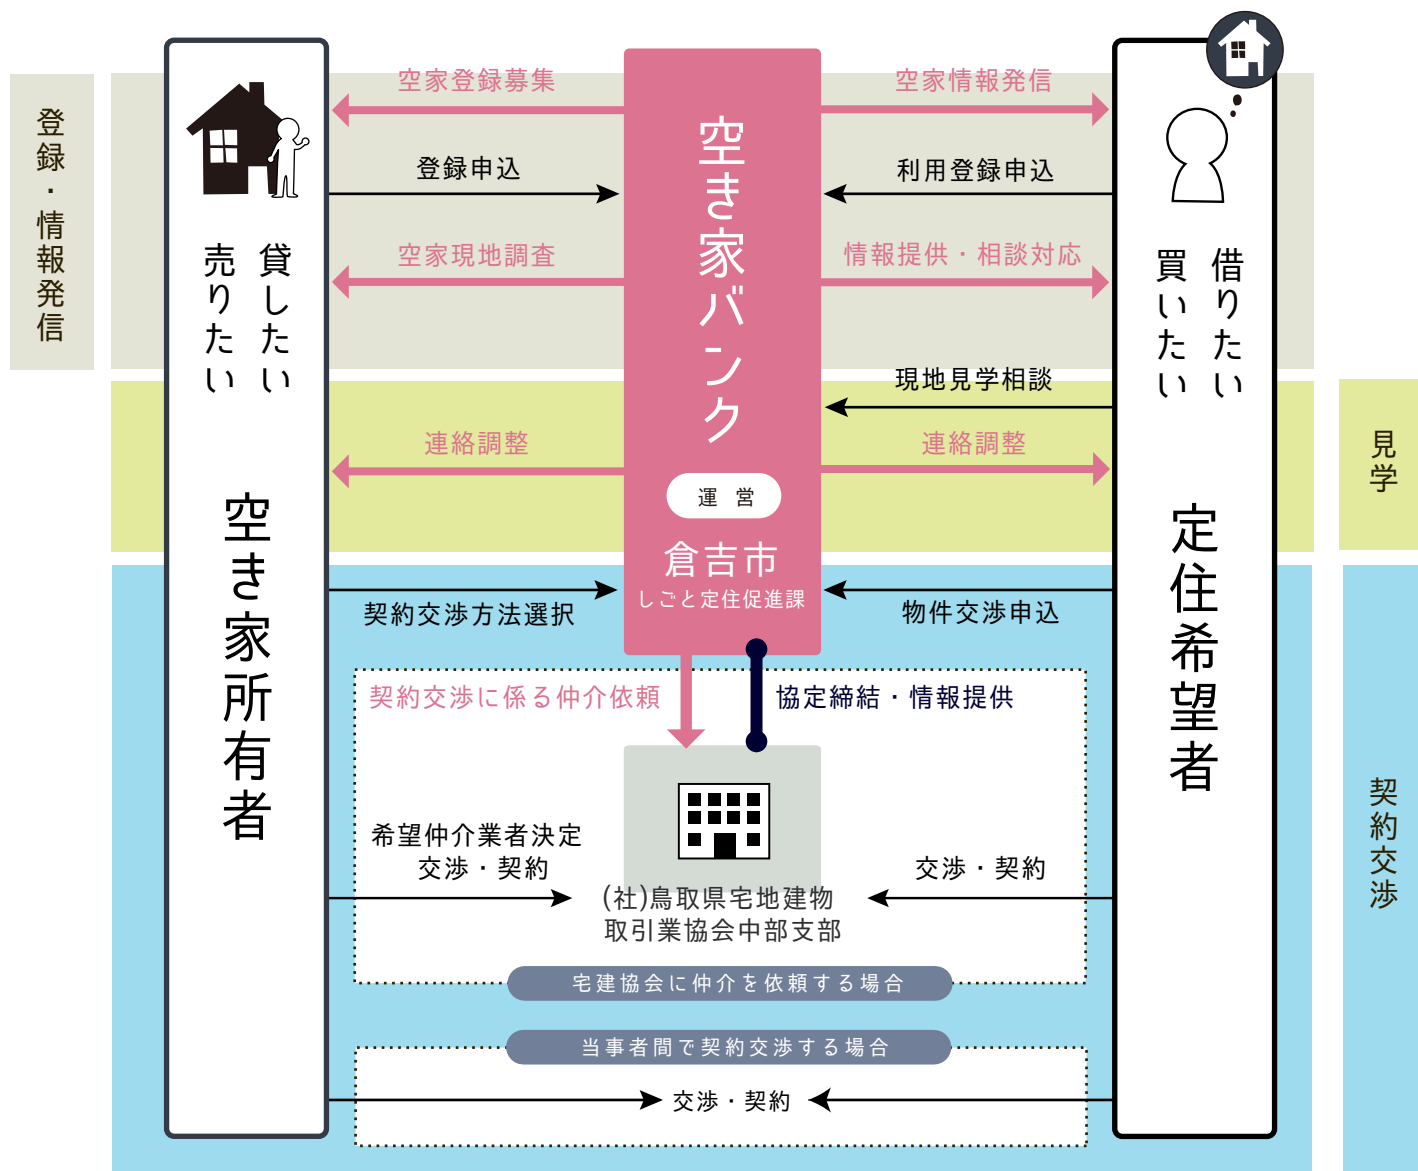 登録・情報発信
貸したい
売りたい
空き家所有者
空家登録募集
登録申込
空家現地調査
連絡調整
契約交渉方法選択
空き家バンク
運 営
倉吉市
しごと定住促進課
空家情報発信
利用登録申込
情報提供・相談対応
現地見学相談
連絡調整
物件交渉申込
借りたい
買いたい
定住希望者
見学
契約交渉
契約交渉に係る仲介依頼
協定締結・情報提供
希望仲介業者決定
交渉・契約
(社)鳥取県宅地建物
取引業協会中部支部
交渉・契約
宅建協会に仲介を依頼する場合
当事者間で契約交渉する場合
交渉・契約